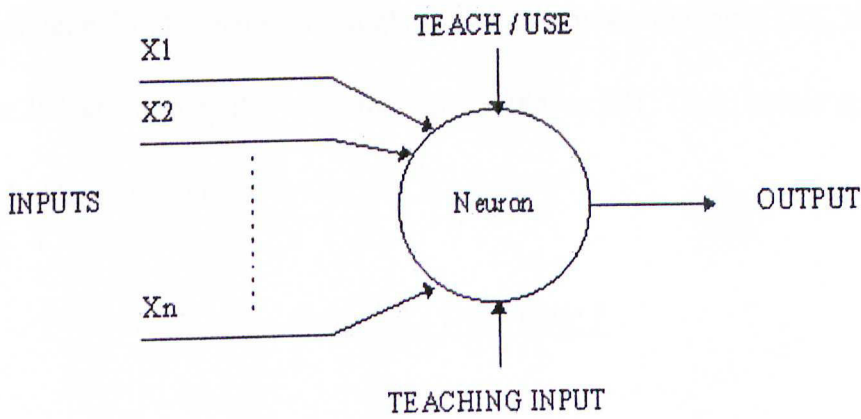 TEACH / USE
X1
X2
INPUTS
Neuron
OUTPUT
Xn
TEACHING INPUT